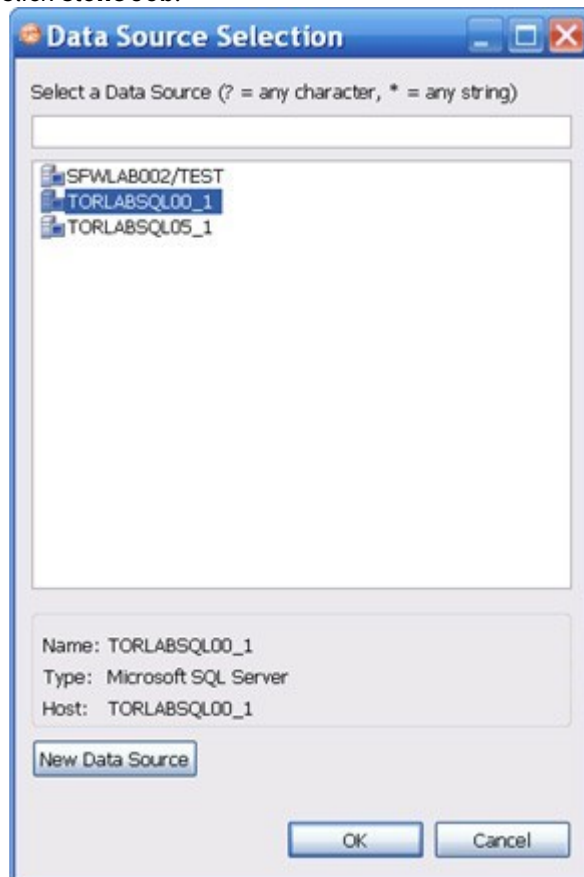 Data Source Selection
Select a Data Source (? = any character, * = any string)
SFWLAB002/TEST
TORLABSQL00_1
TORLABSQL05_1
Name: TORLABSQL00_1
Type: Microsoft SQL Server
Host: TORLABSQL00_1
New Data Source
OK Cancel